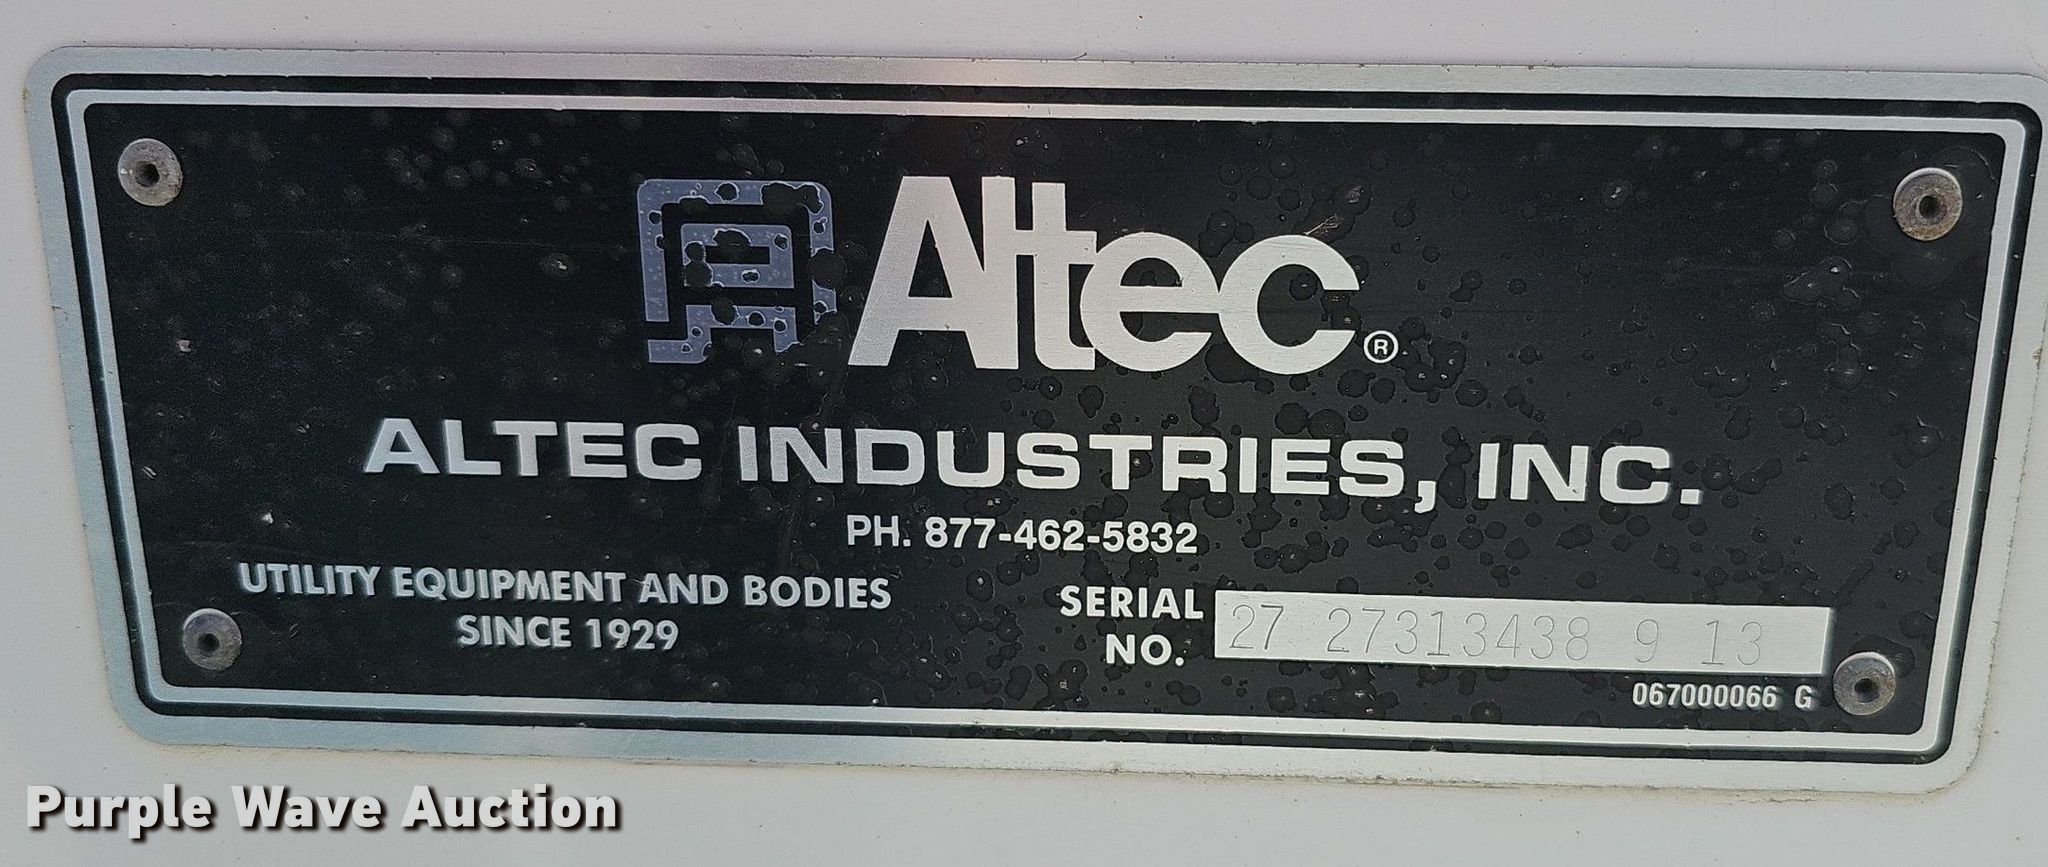 Altec®
ALTEC INDUSTRIES, INC.
PH. 877-462-5832
UTILITY EQUIPMENT AND BODIES
SINCE 1929
SERIAL
NO.
27 27313438 9 13
067000066 G
Purple Wave Auction